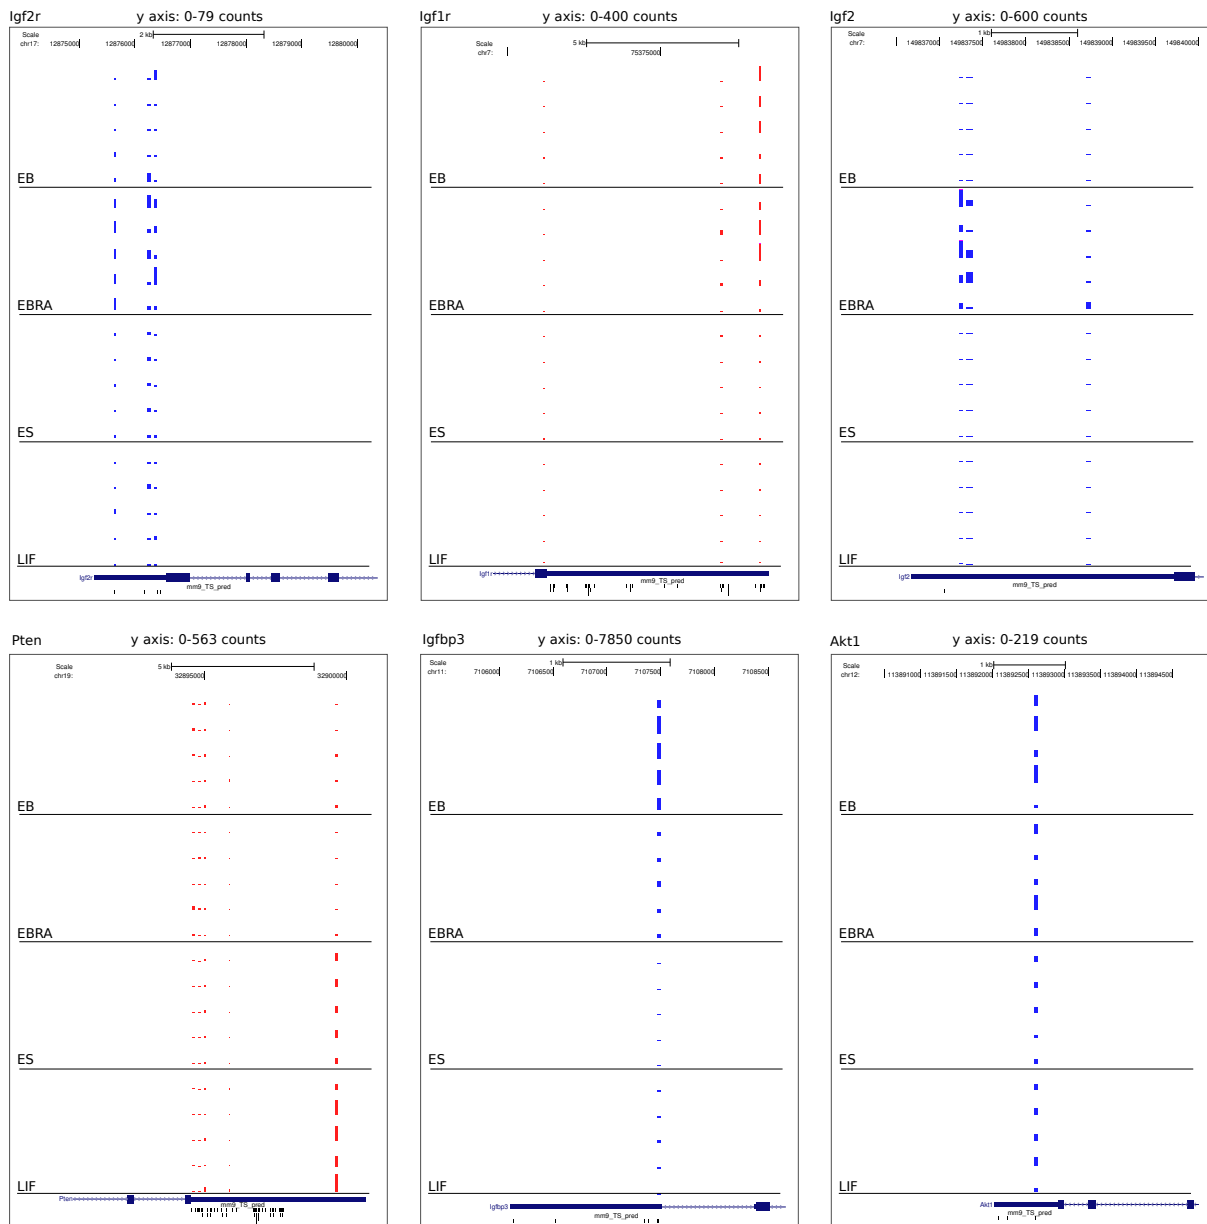 Igf2r y axis: 0-79 counts
Scale 2 kb
chr17: 12875000 12876000 12877000 12878000 12879000 12880000
EB
EBRA
ES
LIF
Igf2r
mm9_TS_pred
Igf1r y axis: 0-400 counts
Scale 5 kb
chr7: 75375000
EB
EBRA
ES
LIF
Igf1r
mm9_TS_pred
Igf2 y axis: 0-600 counts
Scale 1 kb
chr7: 149837000 149837500 149838000 149838500 149839000 149839500 149840000
EB
EBRA
ES
LIF
Igf2
mm9_TS_pred
Pten y axis: 0-563 counts
Scale 5 kb
chr19: 32895000 32900000
EB
EBRA
ES
LIF
Pten
mm9_TS_pred
Igfbp3 y axis: 0-7850 counts
Scale 1 kb
chr11: 7106000 7106500 7107000 7107500 7108000 7108500
EB
EBRA
ES
LIF
Igfbp3
mm9_TS_pred
Akt1 y axis: 0-219 counts
Scale 1 kb
chr12: 113891000 113891500 113892000 113892500 113893000 113893500 113894000 113894500
EB
EBRA
ES
LIF
Akt1
mm9_TS_pred